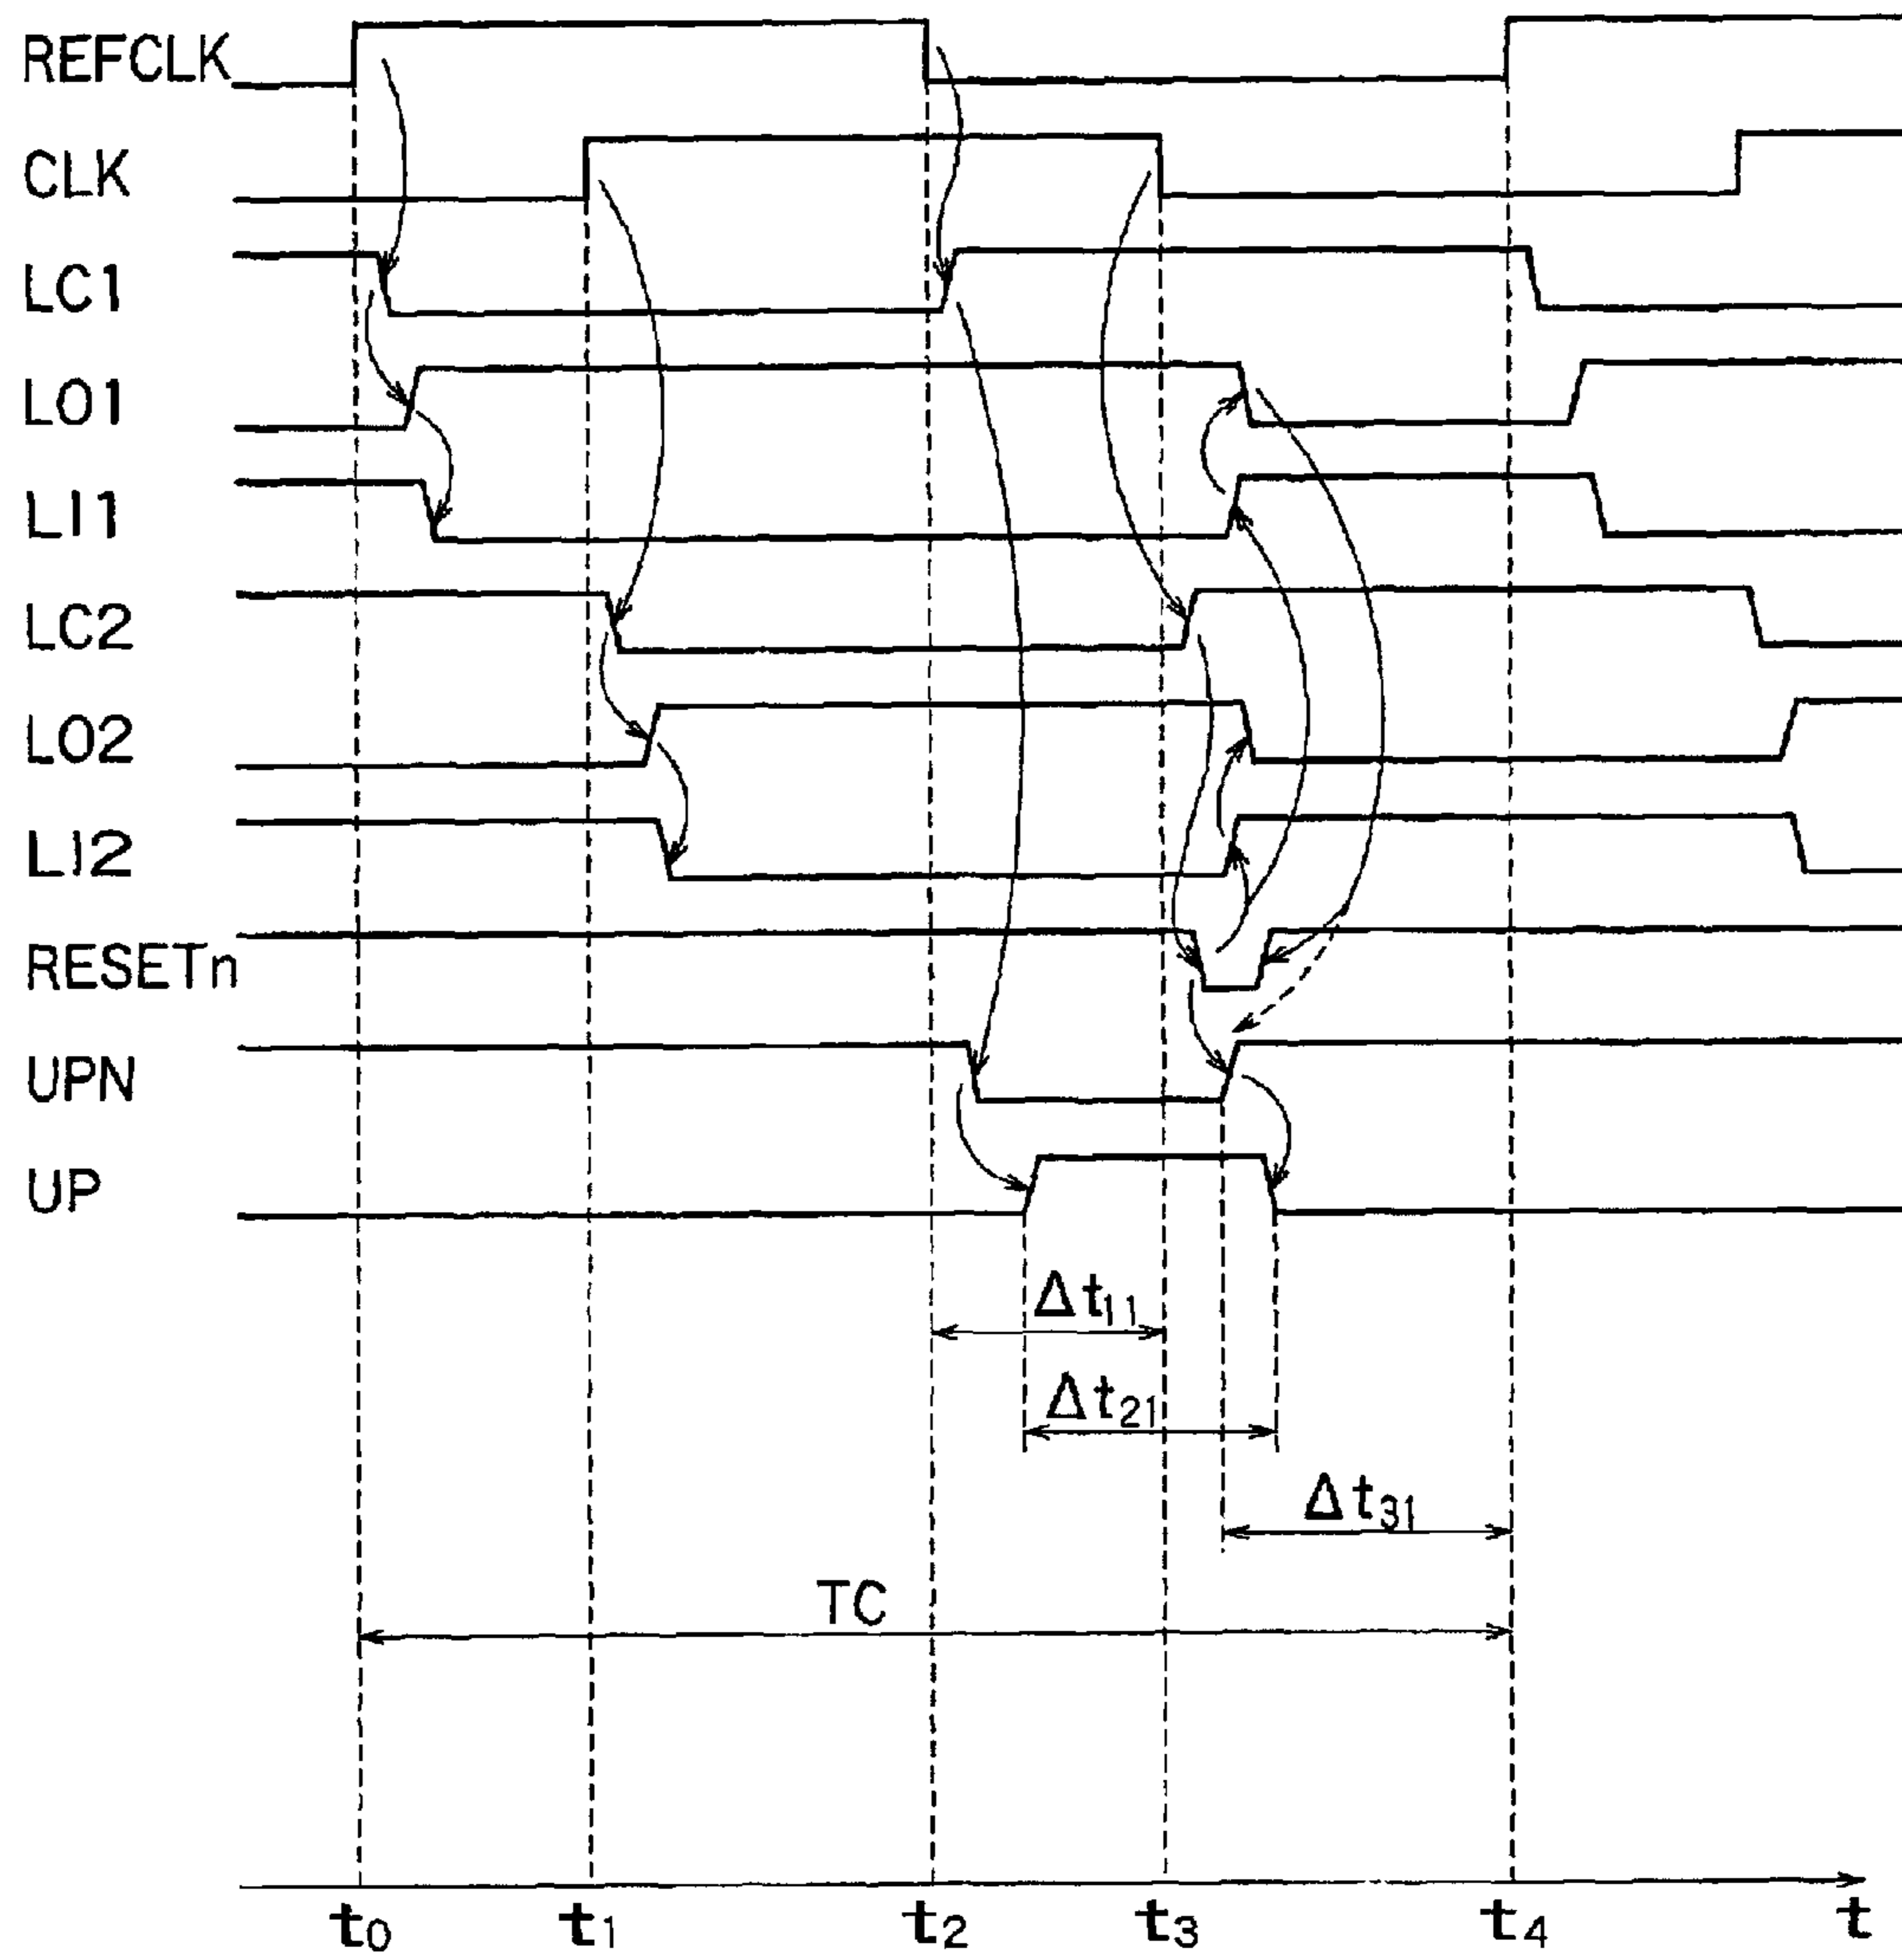 REFCLK
CLK
LC1
LO1
LI1
LC2
LO2
LI2
RESETn
UPN
UP
Δt11
Δt21
Δt31
TC
t0 t1 t2 t3 t4 t